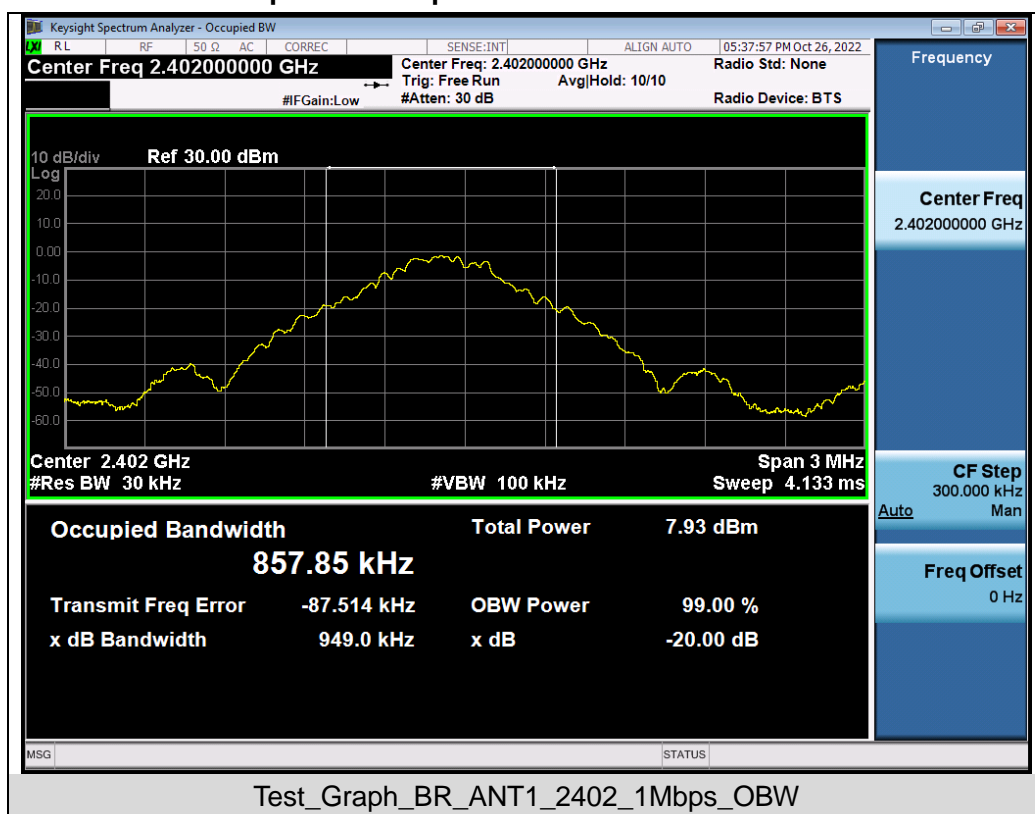 Keysight Spectrum Analyzer - Occupied BW
LXI RL RF 50 Ω AC CORREC SENSE:INT ALIGN AUTO 05:37:57 PM Oct 26, 2022
Center Freq 2.402000000 GHz Center Freq: 2.402000000 GHz Radio Std: None
Trig: Free Run Avg|Hold: 10/10
#IFGain:Low #Atten: 30 dB Radio Device: BTS
10 dB/div Ref 30.00 dBm
Log
20.0
10.0
0.00
-10.0
-20.0
-30.0
-40.0
-50.0
-60.0
Center 2.402 GHz Span 3 MHz
#Res BW 30 kHz #VBW 100 kHz Sweep 4.133 ms
Occupied Bandwidth Total Power 7.93 dBm
857.85 kHz
Transmit Freq Error -87.514 kHz OBW Power 99.00 %
x dB Bandwidth 949.0 kHz x dB -20.00 dB
MSG STATUS
Frequency
Center Freq
2.402000000 GHz
CF Step
300.000 kHz
Auto Man
Freq Offset
0 Hz
Test_Graph_BR_ANT1_2402_1Mbps_OBW